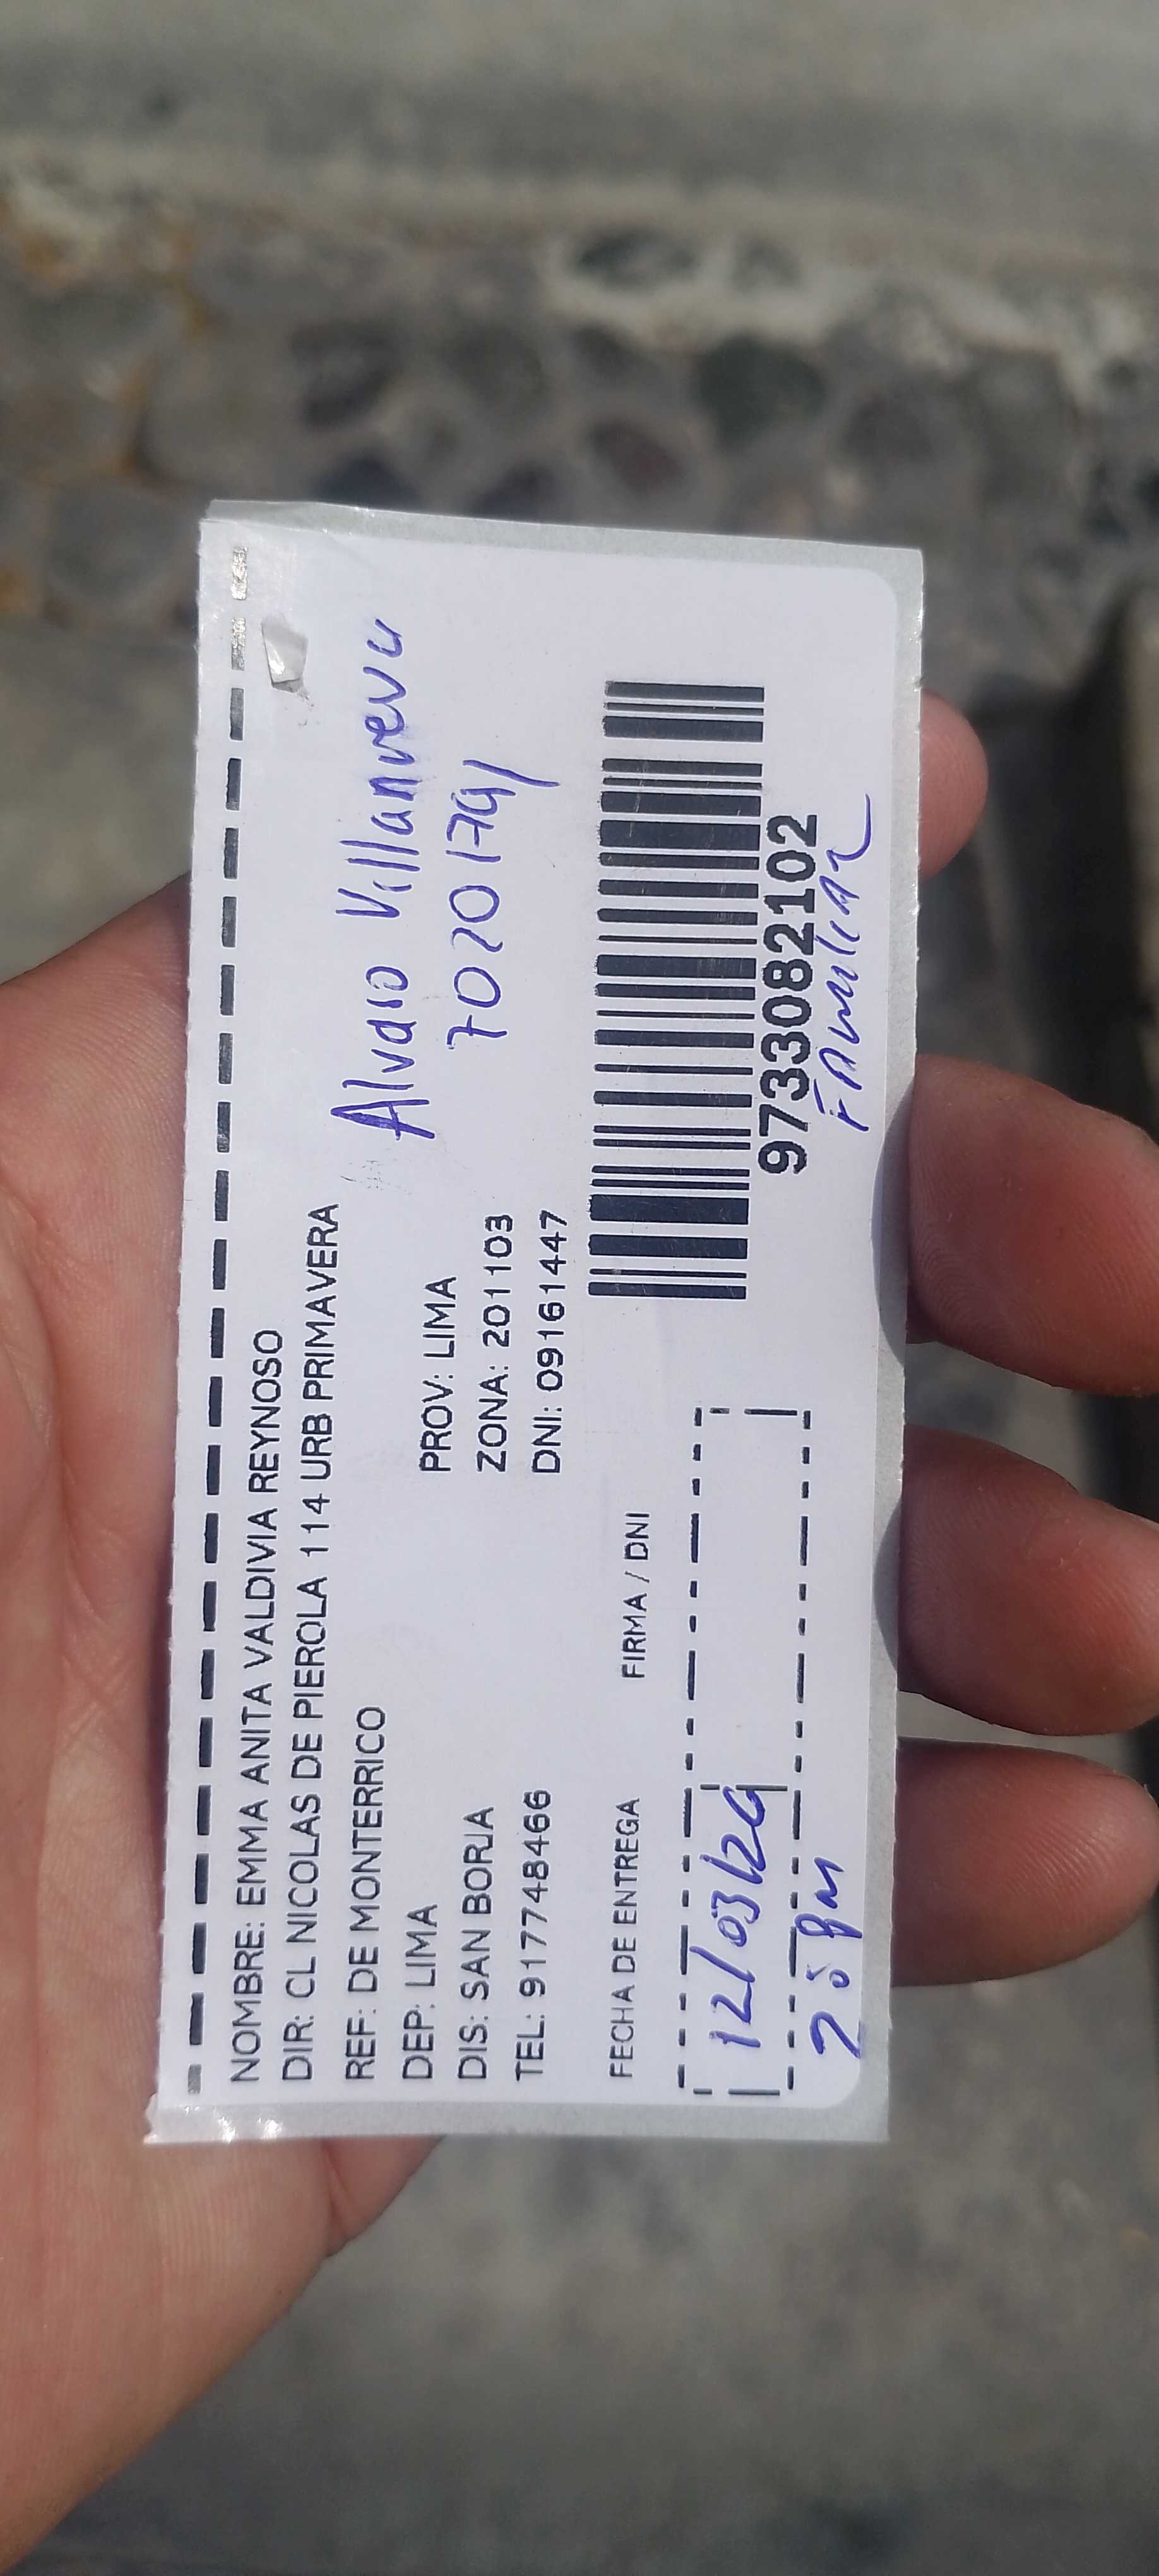 NOMBRE: EMMA ANITA VALDIVIA REYNOSO
DIR: CL NICOLAS DE PIEROLA 114 URB PRIMAVERA
REF: DE MONTERRICO
DEP: LIMA PROV: LIMA
DIS: SAN BORJA ZONA: 201103
TEL: 917748466 DNI: 09161447
Alvaro Villanueva
70201791
FECHA DE ENTREGA FIRMA / DNI
12/03/24
2: pm
9733082102
FAMILIAR